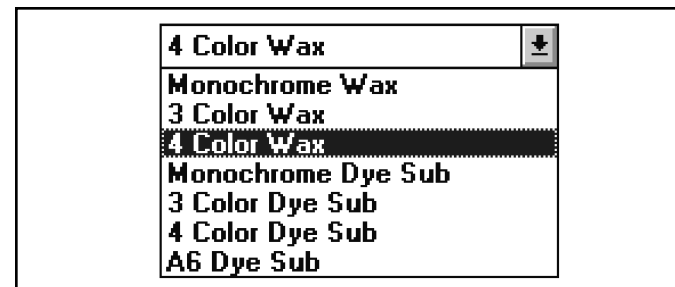 4 Color Wax
Monochrome Wax
3 Color Wax
4 Color Wax
Monochrome Dye Sub
3 Color Dye Sub
4 Color Dye Sub
A6 Dye Sub